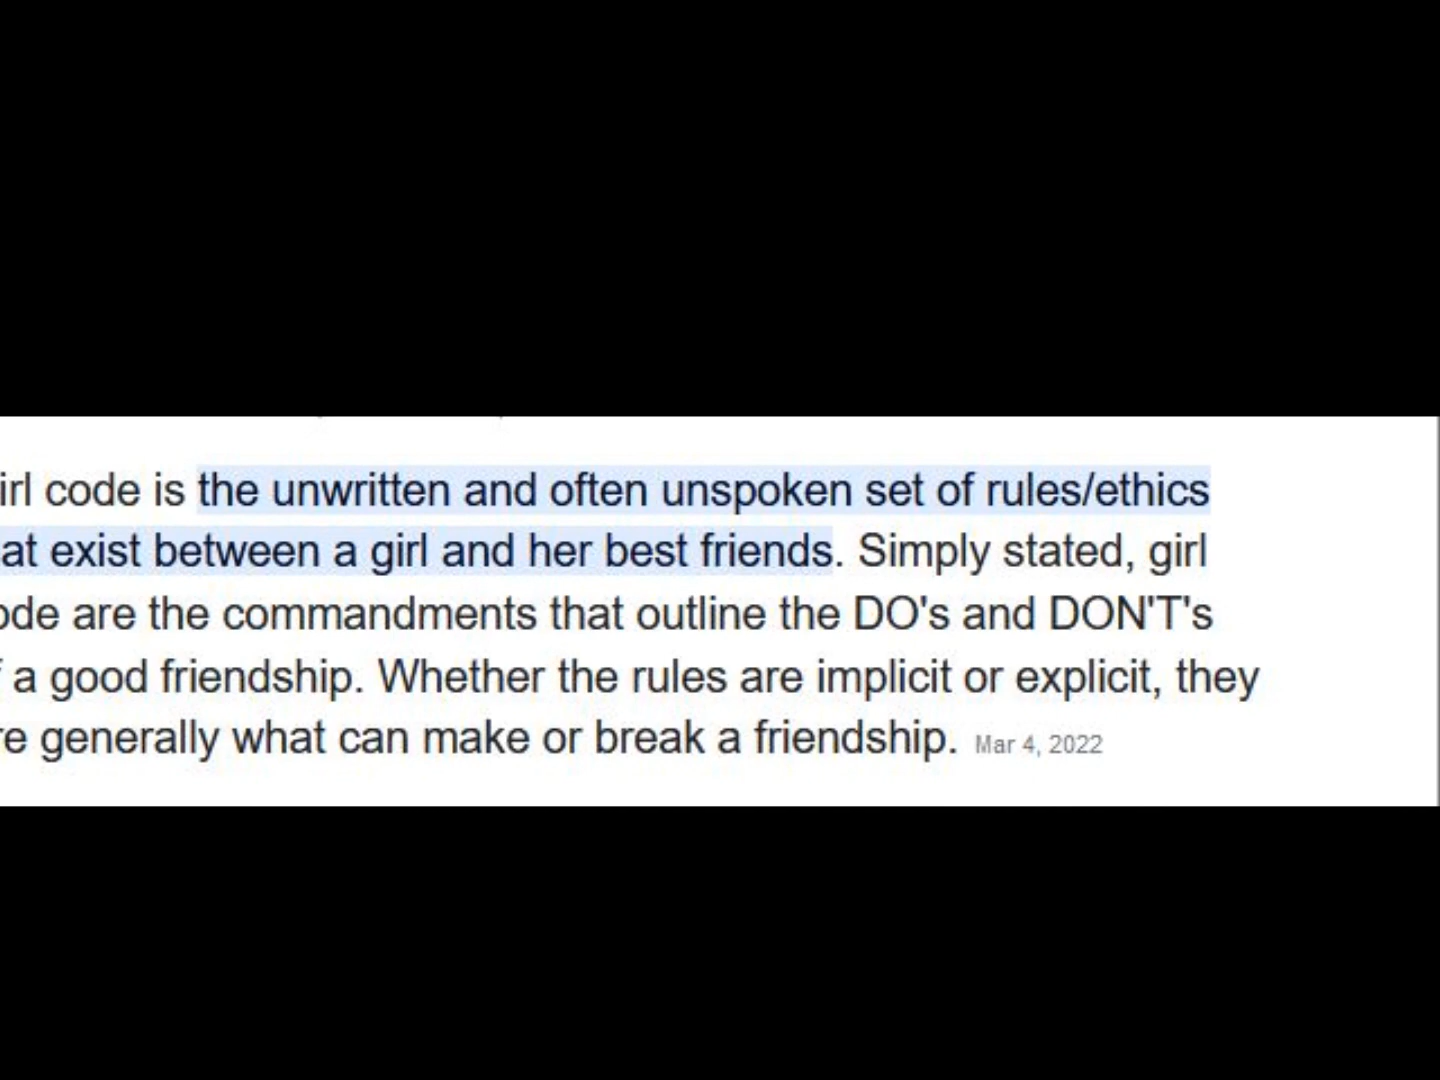 irl code is the unwritten and often unspoken set of rules/ethics
at exist between a girl and her best friends. Simply stated, girl
ode are the commandments that outline the DO's and DON'T's
f a good friendship. Whether the rules are implicit or explicit, they
re generally what can make or break a friendship. Mar 4, 2022